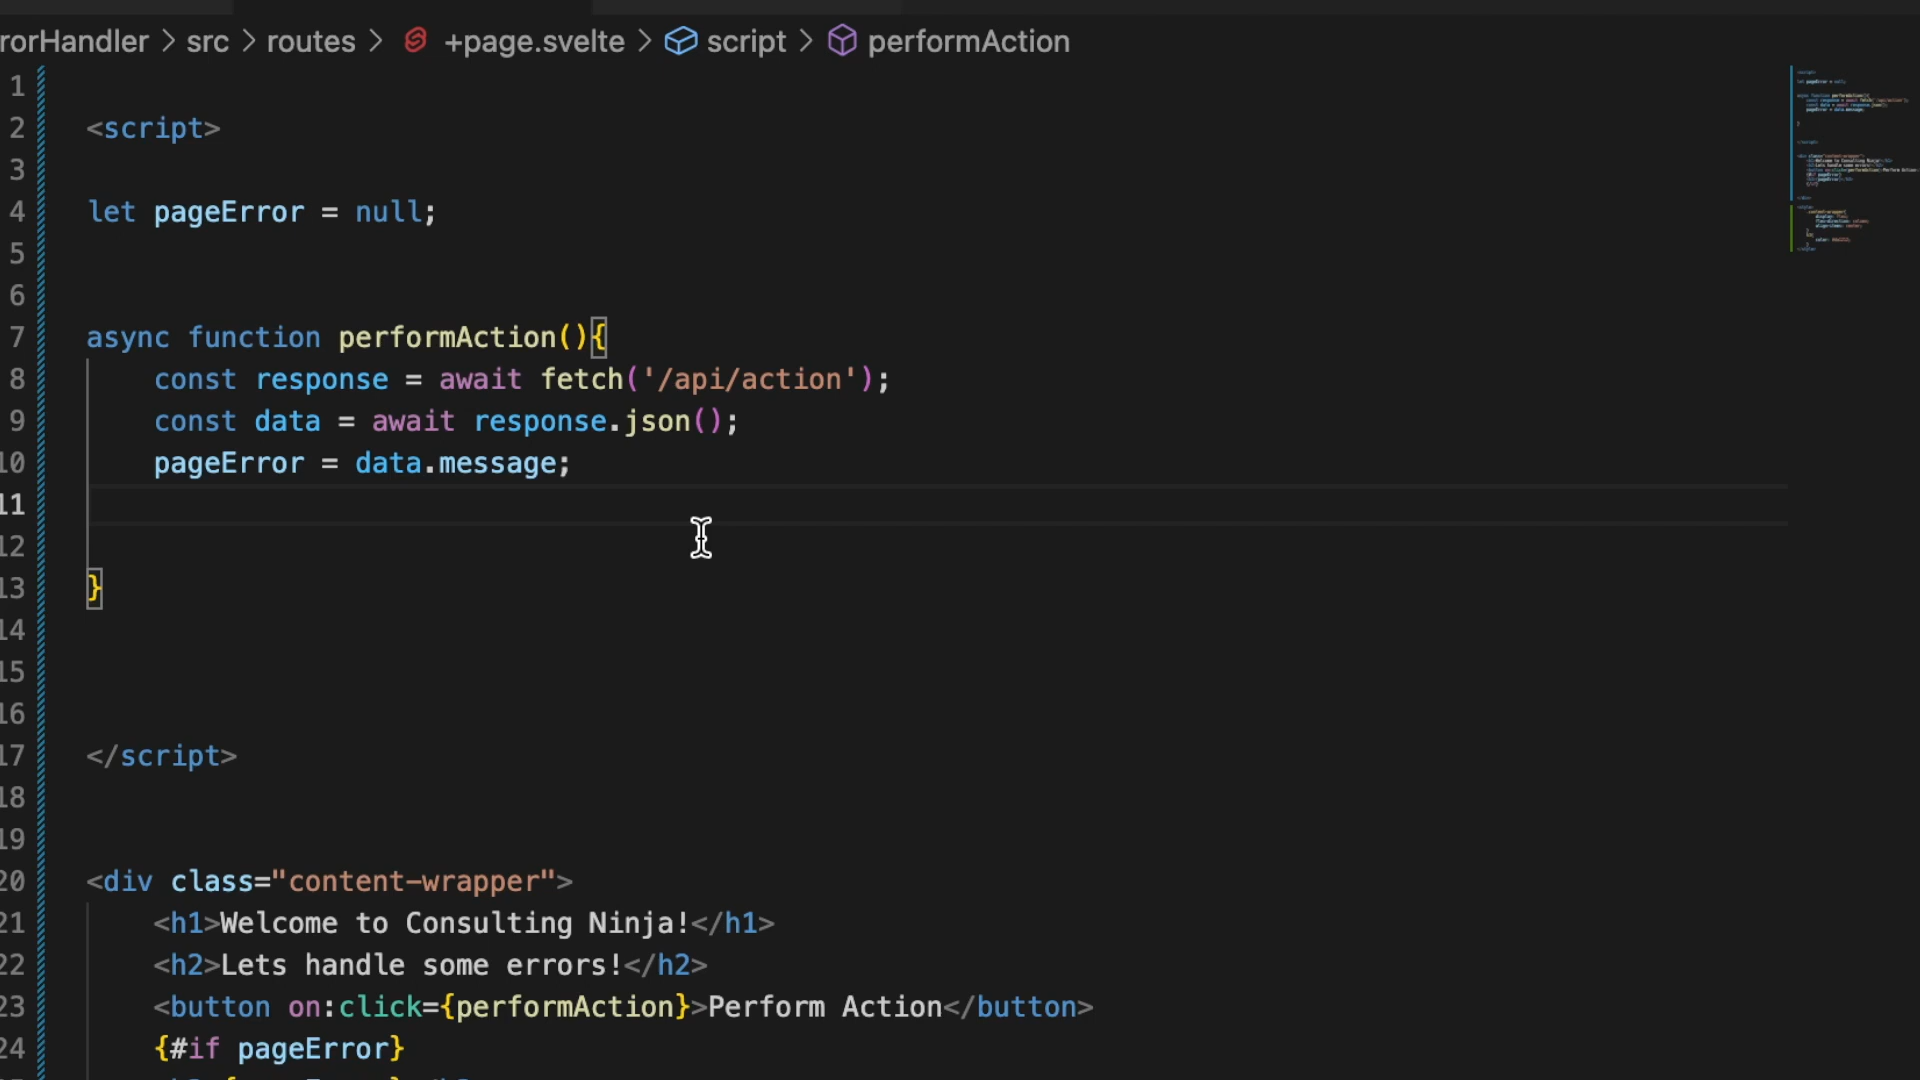 rorHandler > src > routes > +page.svelte > script > performAction
1
2 <script>
3
4 let pageError = null;
5
6
7 async function performAction(){
8 const response = await fetch('/api/action');
9 const data = await response.json();
10 pageError = data.message;
11
12
13 }
14
15
16
17 </script>
18
19
20 <div class="content-wrapper">
21 <h1>Welcome to Consulting Ninja!</h1>
22 <h2>Lets handle some errors!</h2>
23 <button on:click={performAction}>Perform Action</button>
24 {#if pageError}